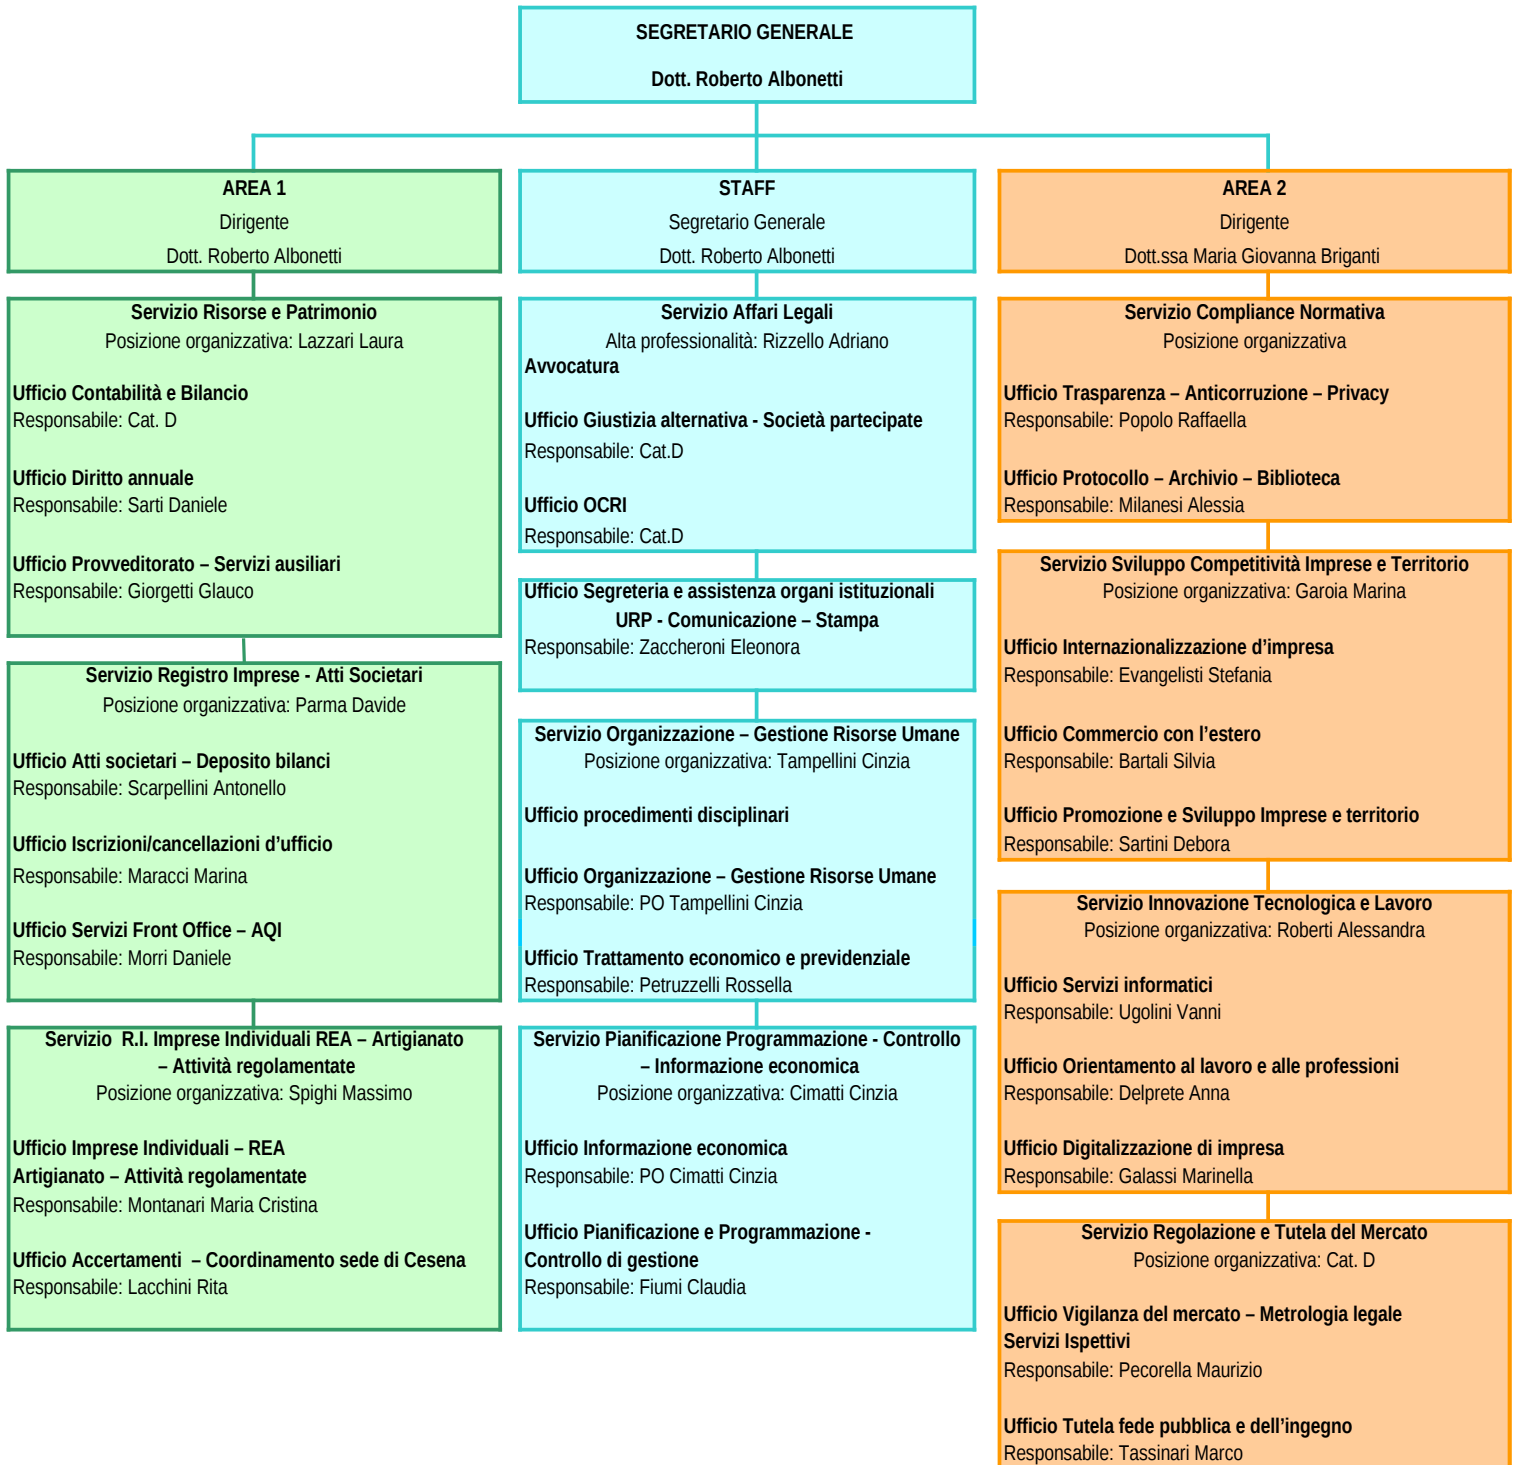 SEGRETARIO GENERALE
Dott. Roberto Albonetti
AREA 1
Dirigente
Dott. Roberto Albonetti
Servizio Risorse e Patrimonio
Posizione organizzativa: Lazzari Laura
Ufficio Contabilità e Bilancio
Responsabile: Cat. D
Ufficio Diritto annuale
Responsabile: Sarti Daniele
Ufficio Provveditorato – Servizi ausiliari
Responsabile: Giorgetti Glauco
Servizio Registro Imprese - Atti Societari
Posizione organizzativa: Parma Davide
Ufficio Atti societari – Deposito bilanci
Responsabile: Scarpellini Antonello
Ufficio Iscrizioni/cancellazioni d’ufficio
Responsabile: Maracci Marina
Ufficio Servizi Front Office – AQI
Responsabile: Morri Daniele
Servizio R.I. Imprese Individuali REA – Artigianato
– Attività regolamentate
Posizione organizzativa: Spighi Massimo
Ufficio Imprese Individuali – REA
Artigianato – Attività regolamentate
Responsabile: Montanari Maria Cristina
Ufficio Accertamenti – Coordinamento sede di Cesena
Responsabile: Lacchini Rita
STAFF
Segretario Generale
Dott. Roberto Albonetti
Servizio Affari Legali
Alta professionalità: Rizzello Adriano
Avvocatura
Ufficio Giustizia alternativa - Società partecipate
Responsabile: Cat.D
Ufficio OCRI
Responsabile: Cat.D
Ufficio Segreteria e assistenza organi istituzionali
URP - Comunicazione – Stampa
Responsabile: Zaccheroni Eleonora
Servizio Organizzazione – Gestione Risorse Umane
Posizione organizzativa: Tampellini Cinzia
Ufficio procedimenti disciplinari
Ufficio Organizzazione – Gestione Risorse Umane
Responsabile: PO Tampellini Cinzia
Ufficio Trattamento economico e previdenziale
Responsabile: Petruzzelli Rossella
Servizio Pianificazione Programmazione - Controllo
– Informazione economica
Posizione organizzativa: Cimatti Cinzia
Ufficio Informazione economica
Responsabile: PO Cimatti Cinzia
Ufficio Pianificazione e Programmazione -
Controllo di gestione
Responsabile: Fiumi Claudia
AREA 2
Dirigente
Dott.ssa Maria Giovanna Briganti
Servizio Compliance Normativa
Posizione organizzativa
Ufficio Trasparenza – Anticorruzione – Privacy
Responsabile: Popolo Raffaella
Ufficio Protocollo – Archivio – Biblioteca
Responsabile: Milanesi Alessia
Servizio Sviluppo Competitività Imprese e Territorio
Posizione organizzativa: Garoia Marina
Ufficio Internazionalizzazione d’impresa
Responsabile: Evangelisti Stefania
Ufficio Commercio con l’estero
Responsabile: Bartali Silvia
Ufficio Promozione e Sviluppo Imprese e territorio
Responsabile: Sartini Debora
Servizio Innovazione Tecnologica e Lavoro
Posizione organizzativa: Roberti Alessandra
Ufficio Servizi informatici
Responsabile: Ugolini Vanni
Ufficio Orientamento al lavoro e alle professioni
Responsabile: Delprete Anna
Ufficio Digitalizzazione di impresa
Responsabile: Galassi Marinella
Servizio Regolazione e Tutela del Mercato
Posizione organizzativa: Cat. D
Ufficio Vigilanza del mercato – Metrologia legale
Servizi Ispettivi
Responsabile: Pecorella Maurizio
Ufficio Tutela fede pubblica e dell’ingegno
Responsabile: Tassinari Marco